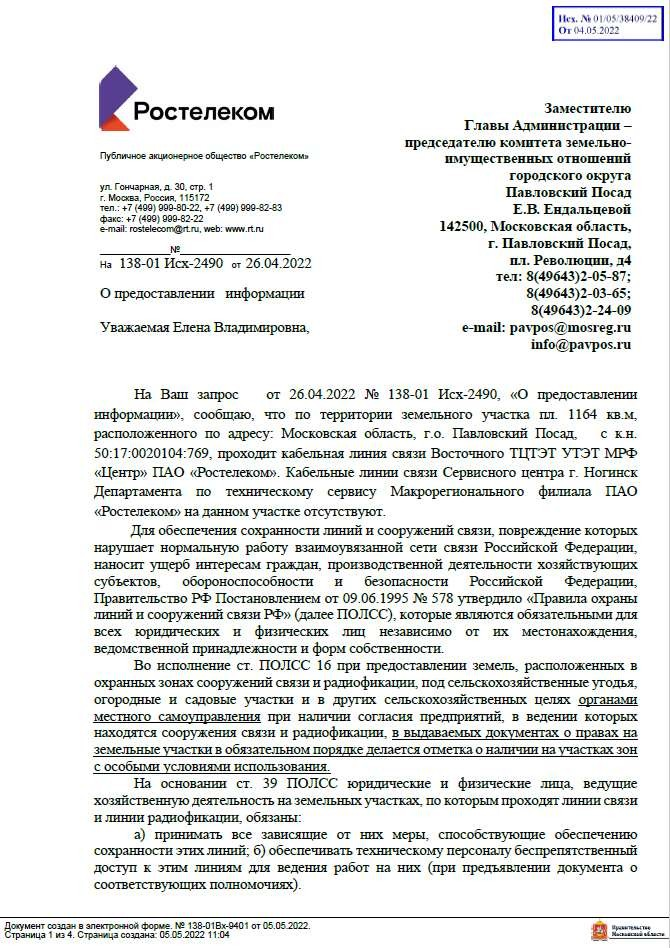 Исх. № 01/05/38409/22
От 04.05.2022
Ростелеком
Публичное акционерное общество «Ростелеком»
ул. Гончарная, д. 30, стр. 1
г. Москва, Россия, 115172
тел.: +7 (499) 999-80-22, +7 (499) 999-82-83
факс: +7 (499) 999-82-22
e-mail: rostelecom@rt.ru, web: www.rt.ru
№
На 138-01 Исх-2490 от 26.04.2022
О предоставлении информации
Уважаемая Елена Владимировна,
Заместителю
Главы Администрации –
председателю комитета земельно-
имущественных отношений
городского округа
Павловский Посад
Е.В. Ендальцевой
142500, Московская область,
г. Павловский Посад,
пл. Революции, д4
тел: 8(49643)2-05-87;
8(49643)2-03-65;
8(49643)2-24-09
e-mail: pavpos@mosreg.ru
info@pavpos.ru
На Ваш запрос от 26.04.2022 № 138-01 Исх-2490, «О предоставлении
информации», сообщаю, что по территории земельного участка пл. 1164 кв.м,
расположенного по адресу: Московская область, г.о. Павловский Посад, с к.н.
50:17:0020104:769, проходит кабельная линия связи Восточного ТЦТЭТ УТЭТ МРФ
«Центр» ПАО «Ростелеком». Кабельные линии связи Сервисного центра г. Ногинск
Департамента по техническому сервису Макрорегионального филиала ПАО
«Ростелеком» на данном участке отсутствуют.
Для обеспечения сохранности линий и сооружений связи, повреждение которых
нарушает нормальную работу взаимоувязанной сети связи Российской Федерации,
наносит ущерб интересам граждан, производственной деятельности хозяйствующих
субъектов, обороноспособности и безопасности Российской Федерации,
Правительство РФ Постановлением от 09.06.1995 № 578 утвердило «Правила охраны
линий и сооружений связи РФ» (далее ПОЛСС), которые являются обязательными для
всех юридических и физических лиц независимо от их местонахождения,
ведомственной принадлежности и форм собственности.
Во исполнение ст. ПОЛСС 16 при предоставлении земель, расположенных в
охранных зонах сооружений связи и радиофикации, под сельскохозяйственные угодья,
огородные и садовые участки и в других сельскохозяйственных целях органами
местного самоуправления при наличии согласия предприятий, в ведении которых
находятся сооружения связи и радиофикации, в выдаваемых документах о правах на
земельные участки в обязательном порядке делается отметка о наличии на участках зон
с особыми условиями использования.
На основании ст. 39 ПОЛСС юридические и физические лица, ведущие
хозяйственную деятельность на земельных участках, по которым проходят линии связи
и линии радиофикации, обязаны:
а) принимать все зависящие от них меры, способствующие обеспечению
сохранности этих линий; б) обеспечивать техническому персоналу беспрепятственный
доступ к этим линиям для ведения работ на них (при предъявлении документа о
соответствующих полномочиях).
Документ создан в электронной форме. № 138-01Вх-9401 от 05.05.2022.
Страница 1 из 4. Страница создана: 05.05.2022 11:04
Правительство
Московской области